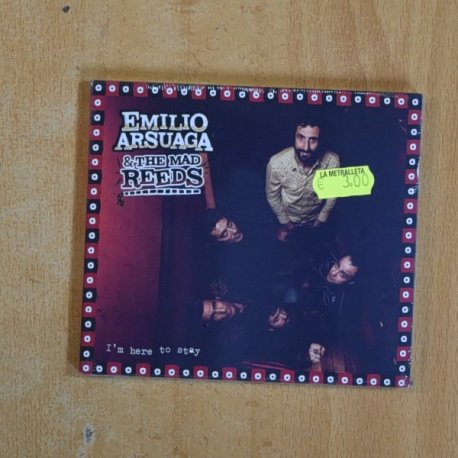 EMILIO
ARSUAGA
& THE MAD
REEDS
LA METRALLETA
€ 3.00
I'm here to stay